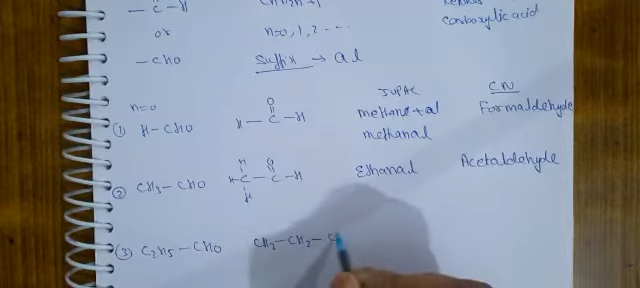 — C — H
or
n=0, 1, 2 - - -
carboxylic acid
— CHO
Suffix → al
n=0
IUPAC
CN
(1) H — CHO
O
H — C — H
methane + al
Formaldehyde
methanal
(2) CH3 — CHO
H O
H — C — C — H
H
Ethanal
Acetaldehyde
(3) C2H5 — CHO
CH3 — CH2 — C